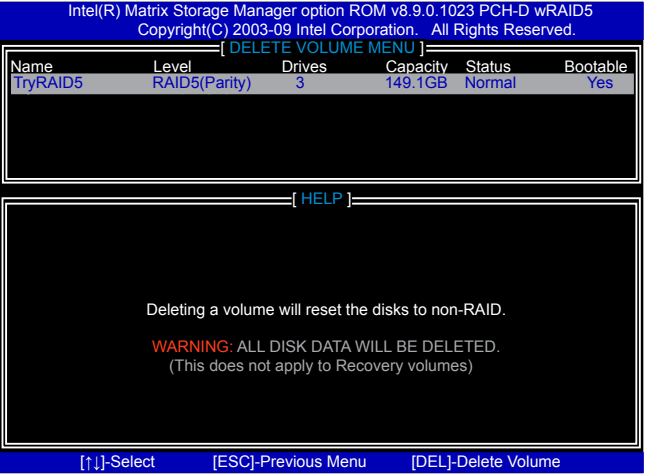 Intel(R) Matrix Storage Manager option ROM v8.9.0.1023 PCH-D wRAID5
Copyright(C) 2003-09 Intel Corporation. All Rights Reserved.
[ DELETE VOLUME MENU ]
Name Level Drives Capacity Status Bootable
TryRAID5 RAID5(Parity) 3 149.1GB Normal Yes
[ HELP ]
Deleting a volume will reset the disks to non-RAID.
WARNING: ALL DISK DATA WILL BE DELETED.
(This does not apply to Recovery volumes)
[↑↓]-Select [ESC]-Previous Menu [DEL]-Delete Volume